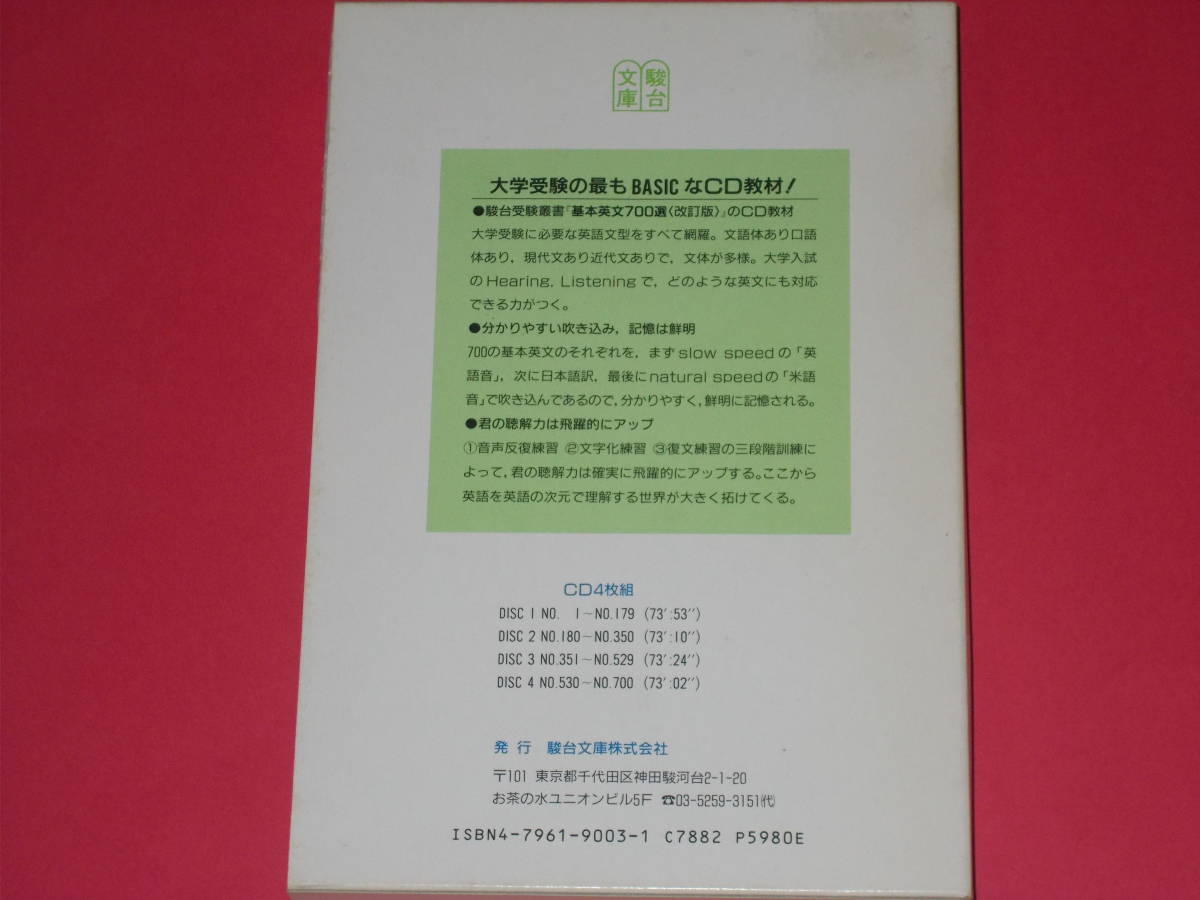 駿台
文庫
大学受験の最もBASICなCD教材!
●駿台受験叢書『基本英文700選〈改訂版〉』のCD教材
大学受験に必要な英語文型をすべて網羅。文語体あり口語
体あり，現代文あり近代文ありで，文体が多様。大学入試
のHearing, Listeningで，どのような英文にも対応
できる力がつく。
●分かりやすい吹き込み，記憶は鮮明
700の基本英文のそれぞれを，まずslow speedの「英
語音」，次に日本語訳，最後にnatural speedの「米語
音」で吹き込んであるので，分かりやすく，鮮明に記憶される。
●君の聴解力は飛躍的にアップ
①音声反復練習 ②文字化練習 ③復文練習の三段階訓練に
よって，君の聴解力は確実に飛躍的にアップする。ここから
英語を英語の次元で理解する世界が大きく拓けてくる。
CD4枚組
DISC 1 NO. 1~NO.179 (73':53'')
DISC 2 NO.180~NO.350 (73':10'')
DISC 3 NO.351~NO.529 (73':24'')
DISC 4 NO.530~NO.700 (73':02'')
発行 駿台文庫株式会社
〒101 東京都千代田区神田駿河台2-1-20
お茶の水ユニオンビル5F ☎03-5259-3151㈹
ISBN4-7961-9003-1 C7882 P5980E